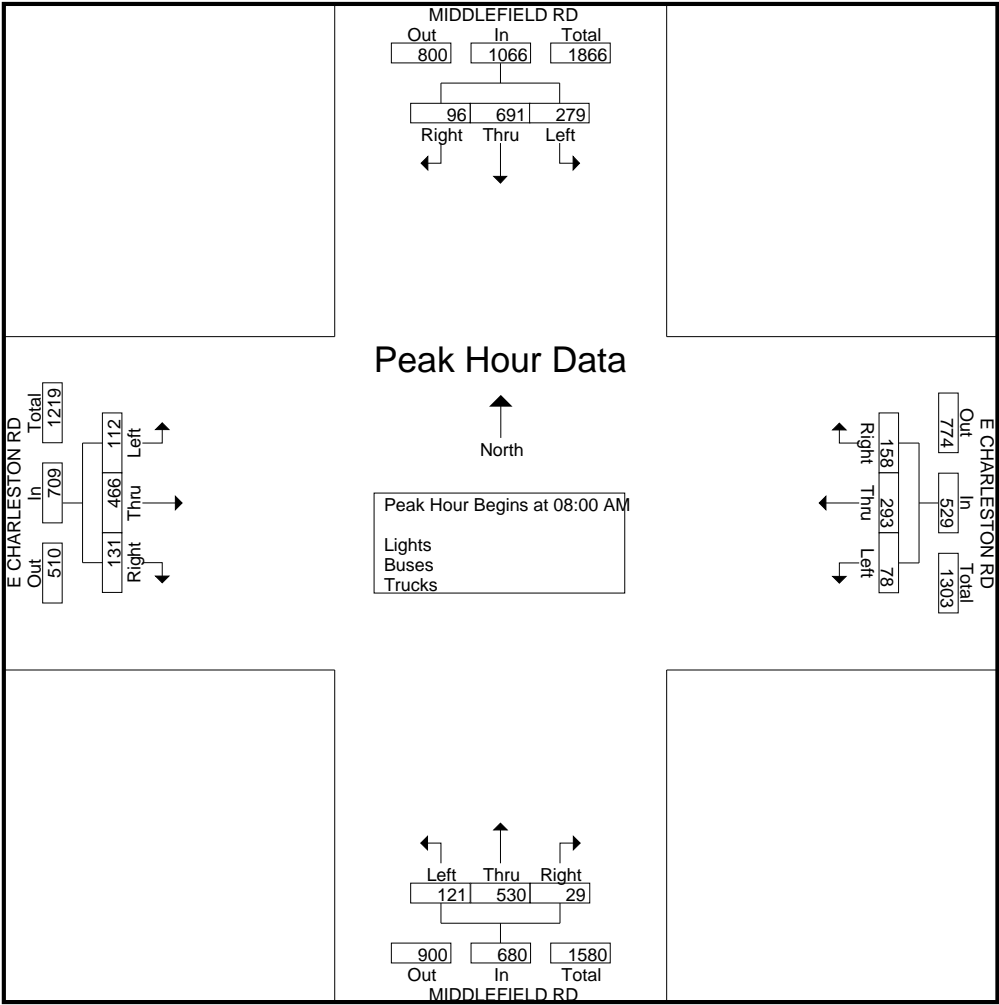 MIDDLEFIELD RD
Out In Total
800 1066 1866
96 691 279
Right Thru Left
Peak Hour Data
North
Peak Hour Begins at 08:00 AM
Lights
Buses
Trucks
E CHARLESTON RD
Out In Total
510 709 1219
Left Thru Right
112 466 131
E CHARLESTON RD
Out In Total
774 529 1303
Right Thru Left
158 293 78
Left Thru Right
121 530 29
900 680 1580
Out In Total
MIDDLEFIELD RD